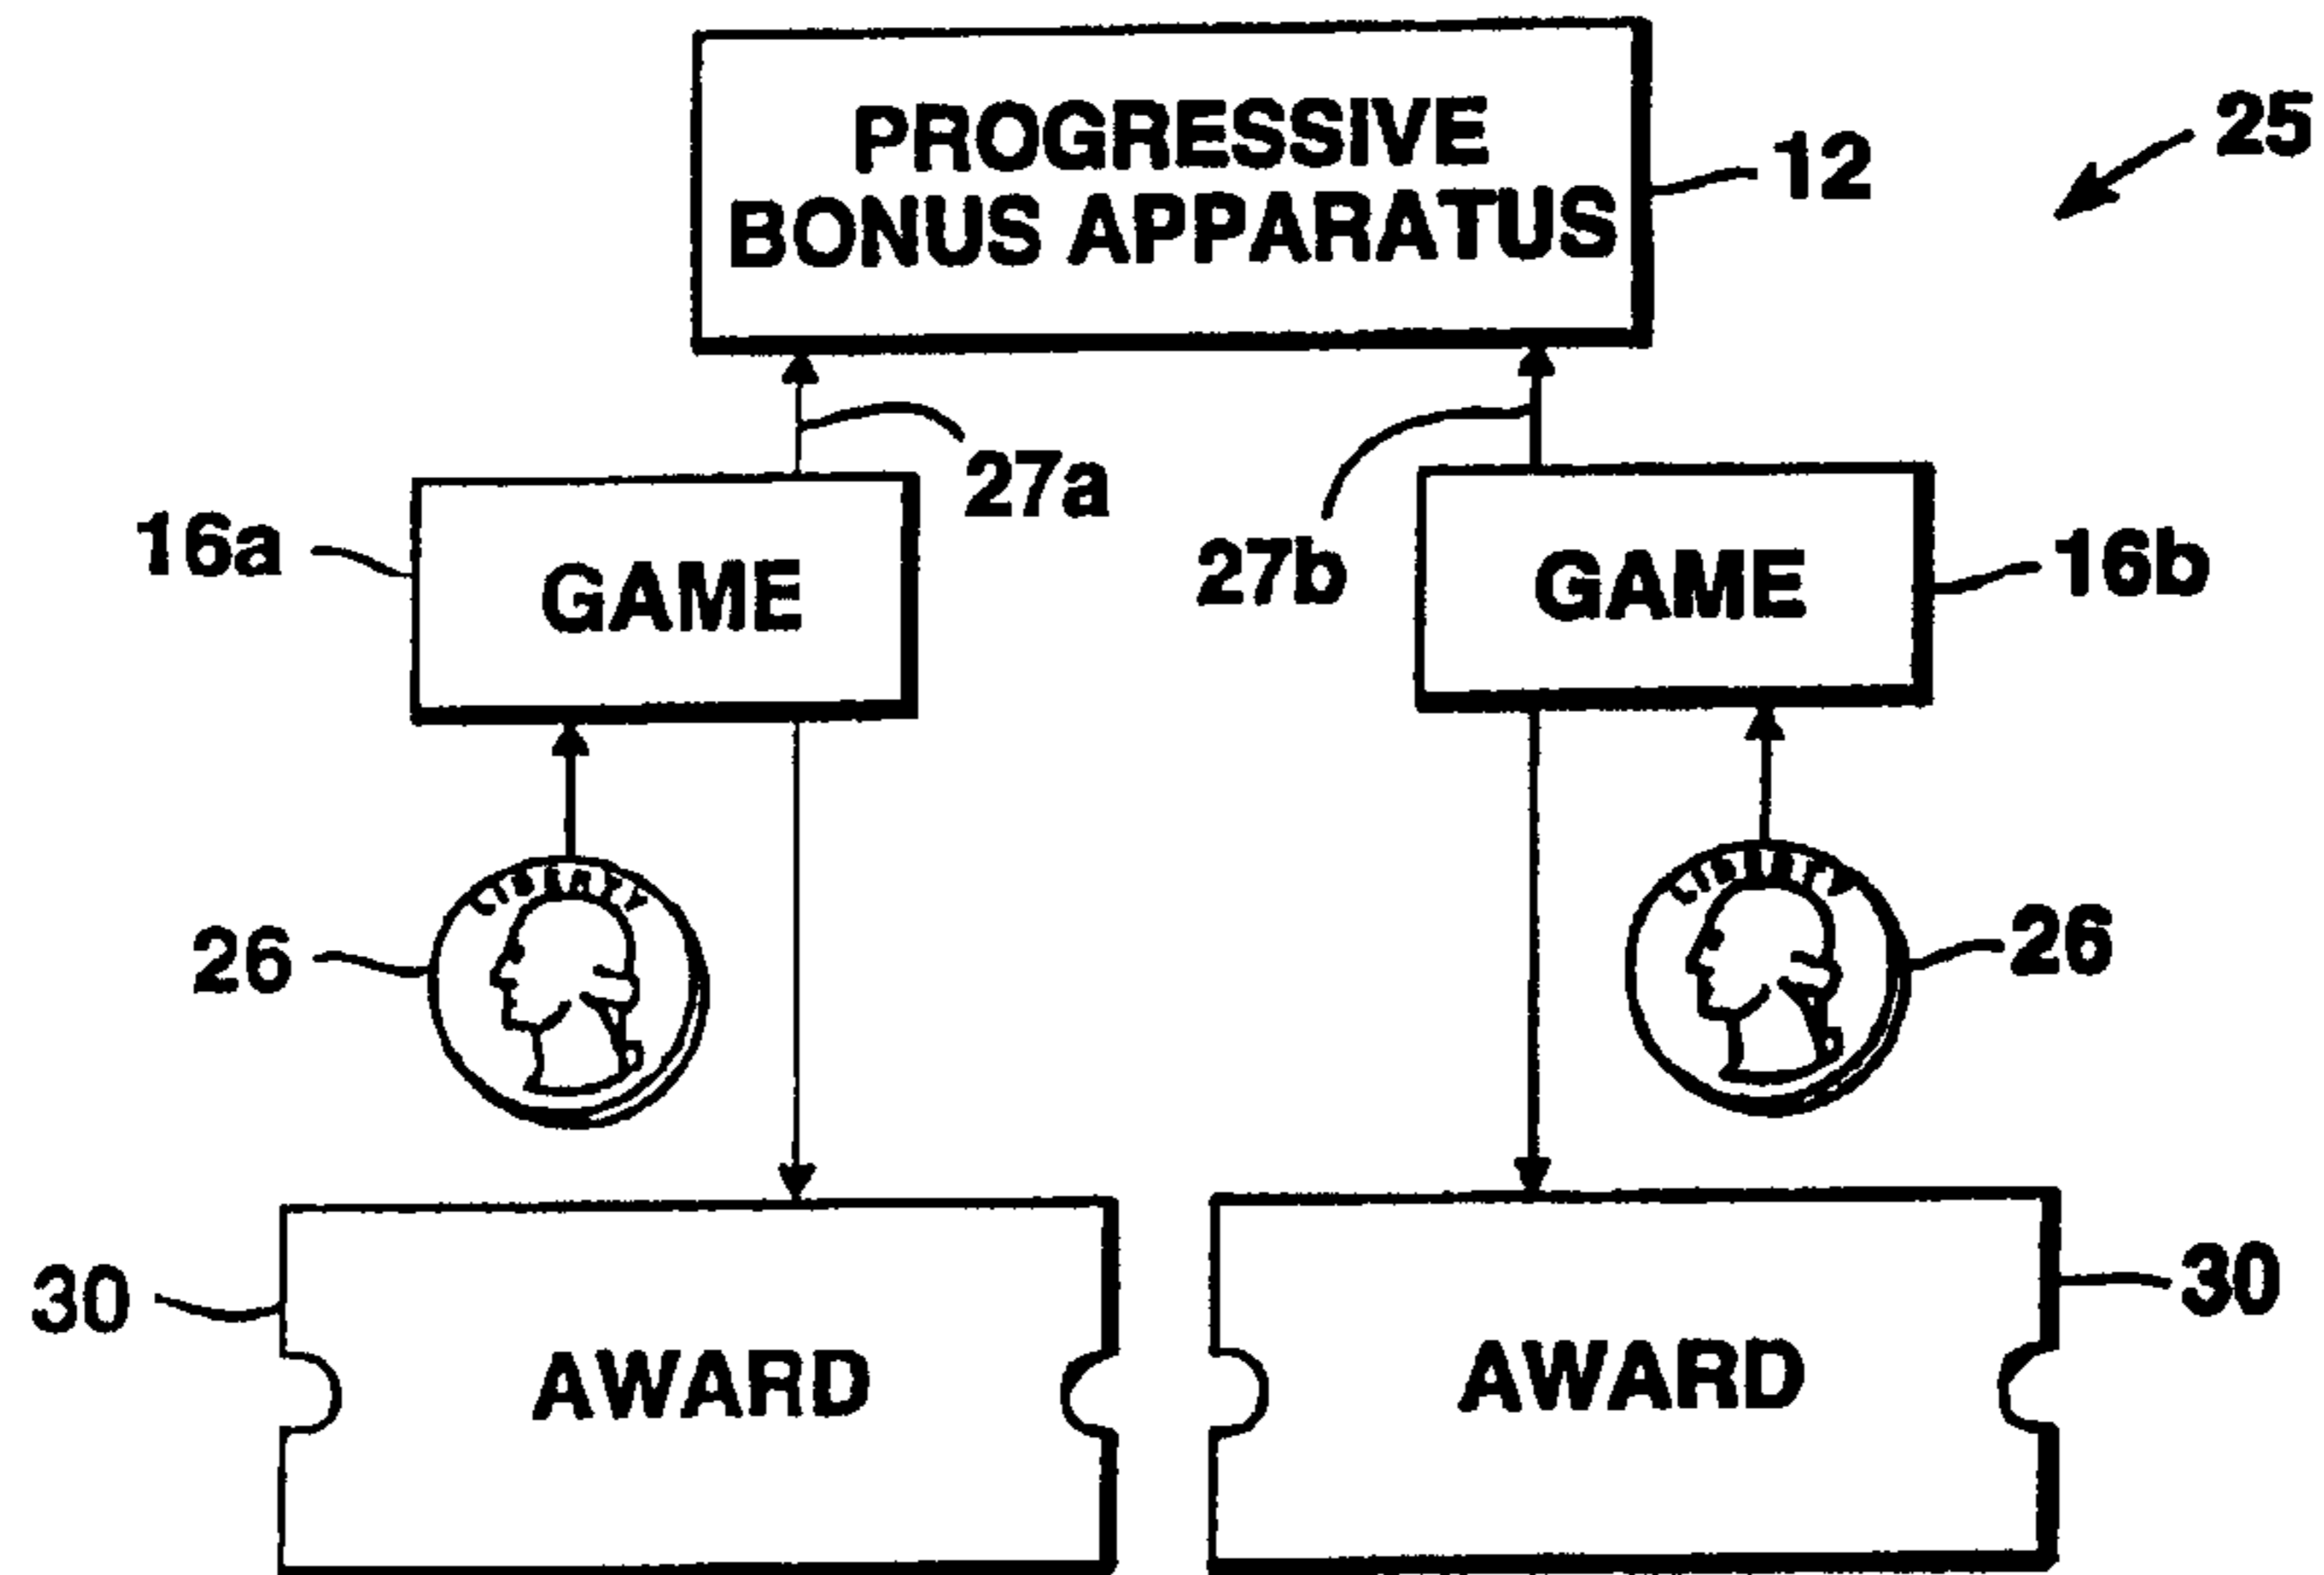 PROGRESSIVE
BONUS APPARATUS
12
25
27a
27b
16a
GAME
GAME
16b
26
26
30
AWARD
AWARD
30